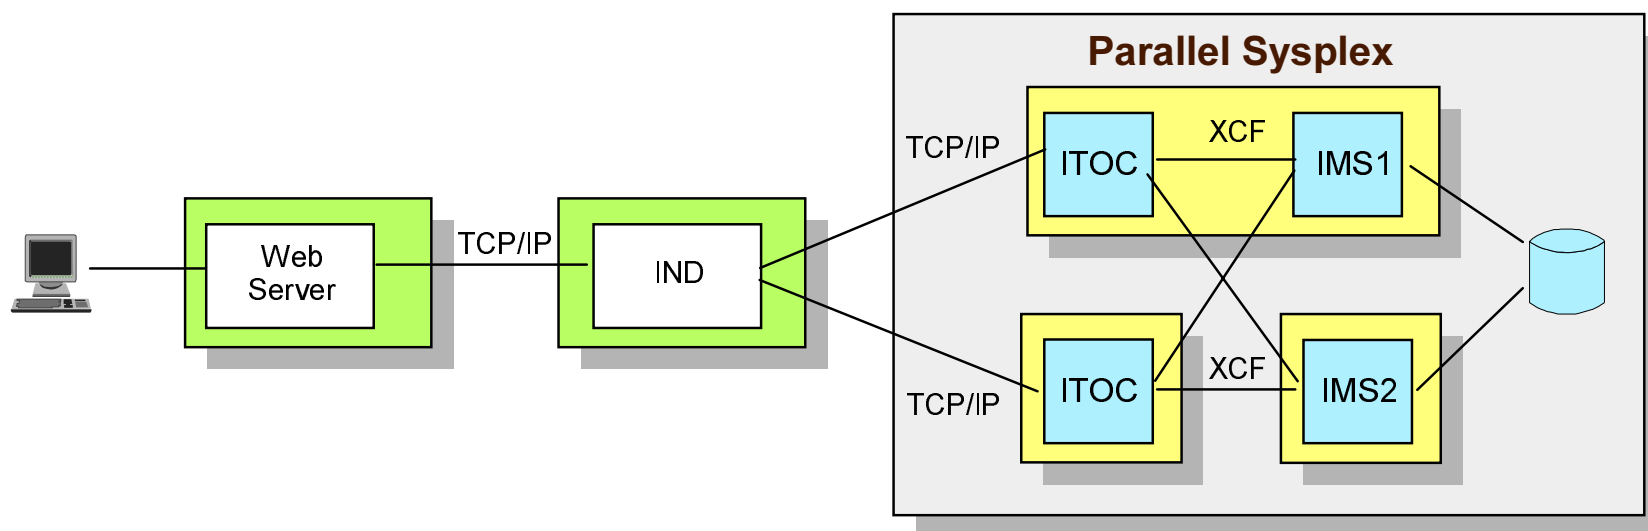 Parallel Sysplex
TCP/IP
ITOC
XCF
IMS1
Web
Server
TCP/IP
IND
TCP/IP
ITOC
XCF
IMS2